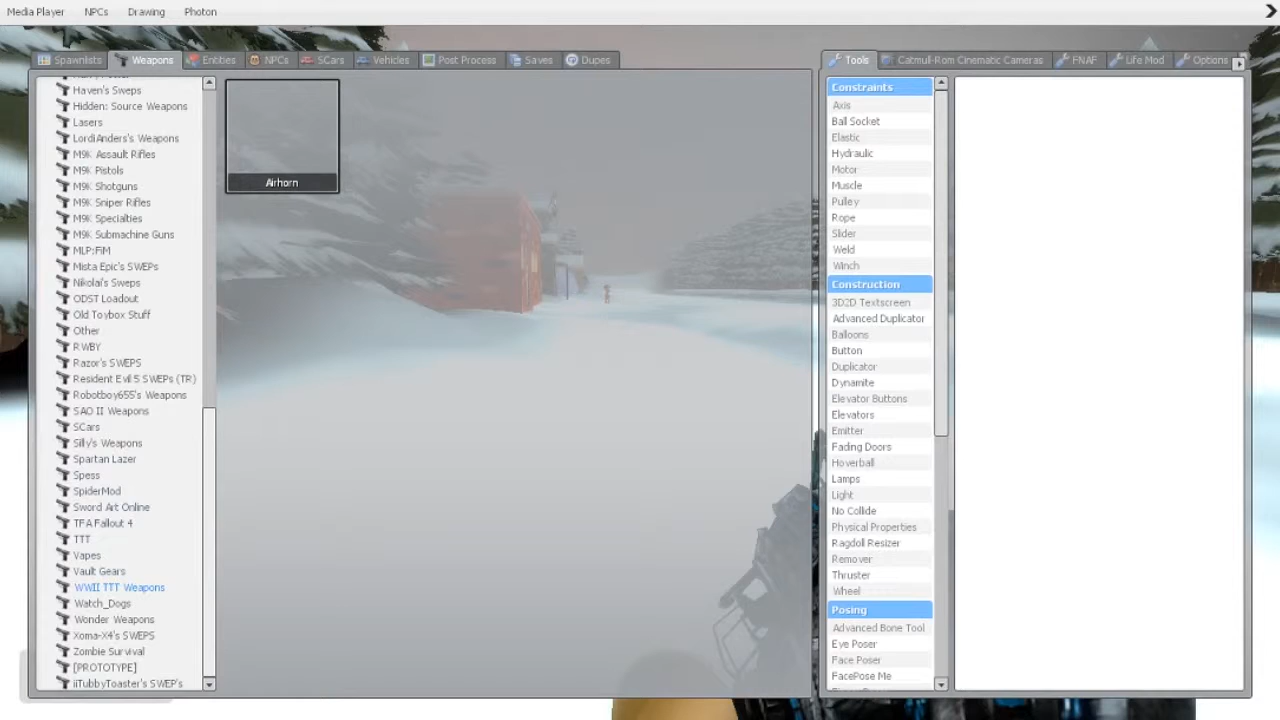 Media Player NPCs Drawing Photon
Spawnlists Weapons Entities NPCs SCars Vehicles Post Process Saves Dupes
Haven's Sweps
Hidden: Source Weapons
Lasers
LordiAnders's Weapons
M9K Assault Rifles
M9K Pistols
M9K Shotguns
M9K Sniper Rifles
M9K Specialties
M9K Submachine Guns
MLP:FiM
Mista Epic's SWEPs
Nikolai's Sweps
ODST Loadout
Old Toybox Stuff
Other
RWBY
Razor's SWEPS
Resident Evil 5 SWEPs (TR)
Robotboy655's Weapons
SAO II Weapons
SCars
Silly's Weapons
Spartan Lazer
Spess
SpiderMod
Sword Art Online
TFA Fallout 4
TTT
Vapes
Vault Gears
WWII TTT Weapons
Watch_Dogs
Wonder Weapons
Xoma-X4's SWEPS
Zombie Survival
[PROTOTYPE]
iiTubbyToaster's SWEP's
Airhorn
Tools Catmull-Rom Cinematic Cameras FNAF Life Mod Options
Constraints
Axis
Ball Socket
Elastic
Hydraulic
Motor
Muscle
Pulley
Rope
Slider
Weld
Winch
Construction
3D2D Textscreen
Advanced Duplicator
Balloons
Button
Duplicator
Dynamite
Elevator Buttons
Elevators
Emitter
Fading Doors
Hoverball
Lamps
Light
No Collide
Physical Properties
Ragdoll Resizer
Remover
Thruster
Wheel
Posing
Advanced Bone Tool
Eye Poser
Face Poser
FacePose Me